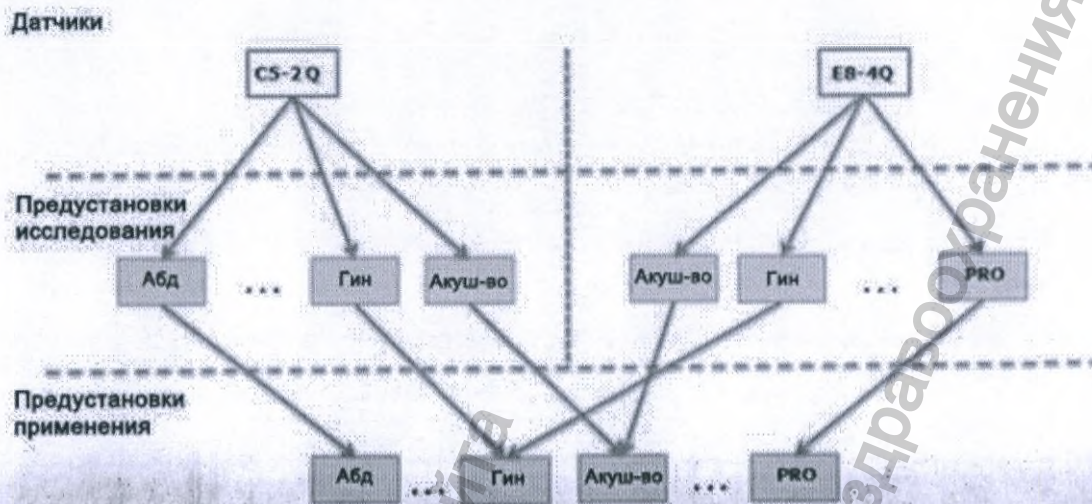 Датчики
C5-2Q
E8-4Q
Предустановки
исследования
Абд
...
Гин
Акуш-во
Акуш-во
Гин
...
PRO
Предустановки
применения
Абд
...
Гин
Акуш-во
...
PRO
здравоохранения